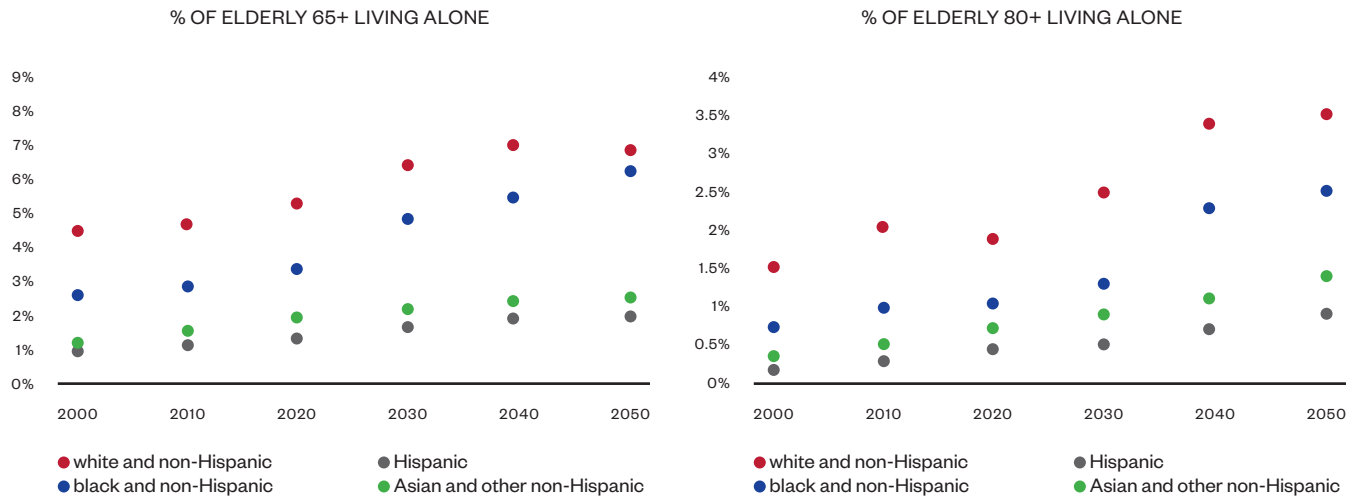 % OF ELDERLY 65+ LIVING ALONE
9%
8%
7%
6%
5%
4%
3%
2%
1%
0%
2000 2010 2020 2030 2040 2050
white and non-Hispanic Hispanic
black and non-Hispanic Asian and other non-Hispanic
% OF ELDERLY 80+ LIVING ALONE
4%
3.5%
3%
2.5%
2%
1.5%
1%
0.5%
0%
2000 2010 2020 2030 2040 2050
white and non-Hispanic Hispanic
black and non-Hispanic Asian and other non-Hispanic